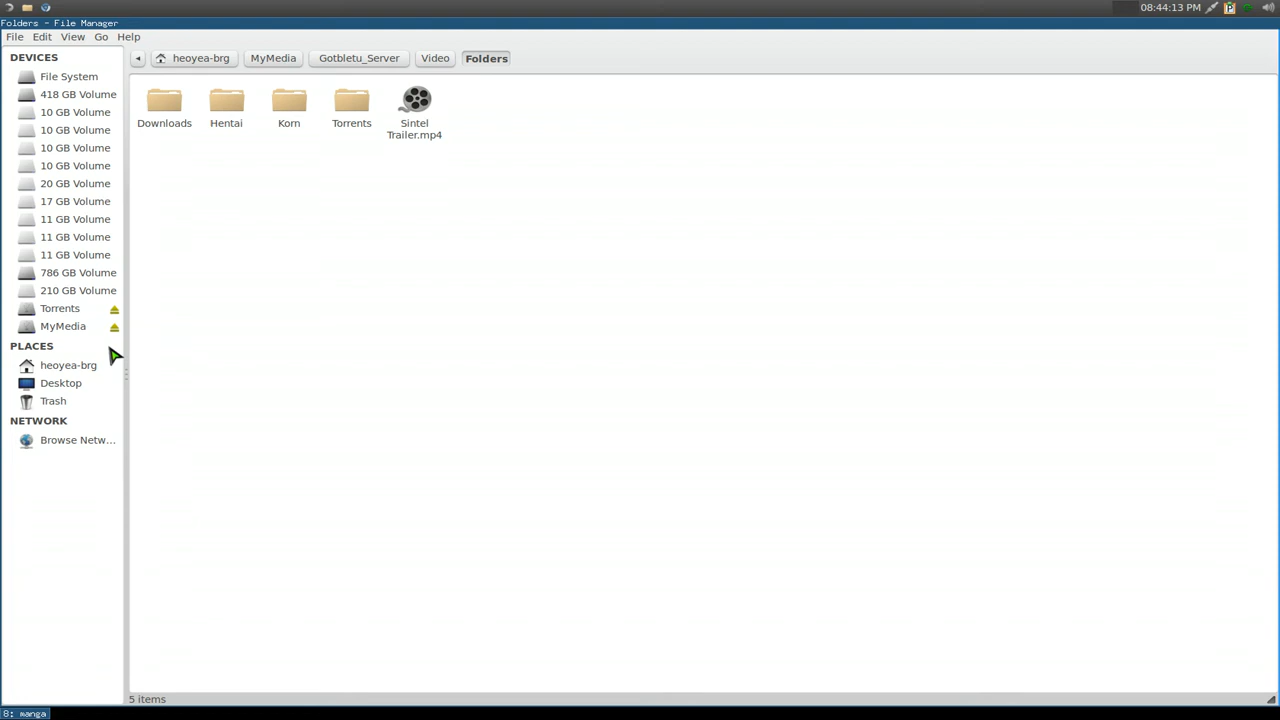 08:44:13 PM
Folders - File Manager
File Edit View Go Help
DEVICES
File System
418 GB Volume
10 GB Volume
10 GB Volume
10 GB Volume
10 GB Volume
20 GB Volume
17 GB Volume
11 GB Volume
11 GB Volume
11 GB Volume
786 GB Volume
210 GB Volume
Torrents
MyMedia
PLACES
heoyea-brg
Desktop
Trash
NETWORK
Browse Netw...
heoyea-brg MyMedia Gotbletu_Server Video Folders
Downloads Hentai Korn Torrents Sintel
Trailer.mp4
5 items
8: manga